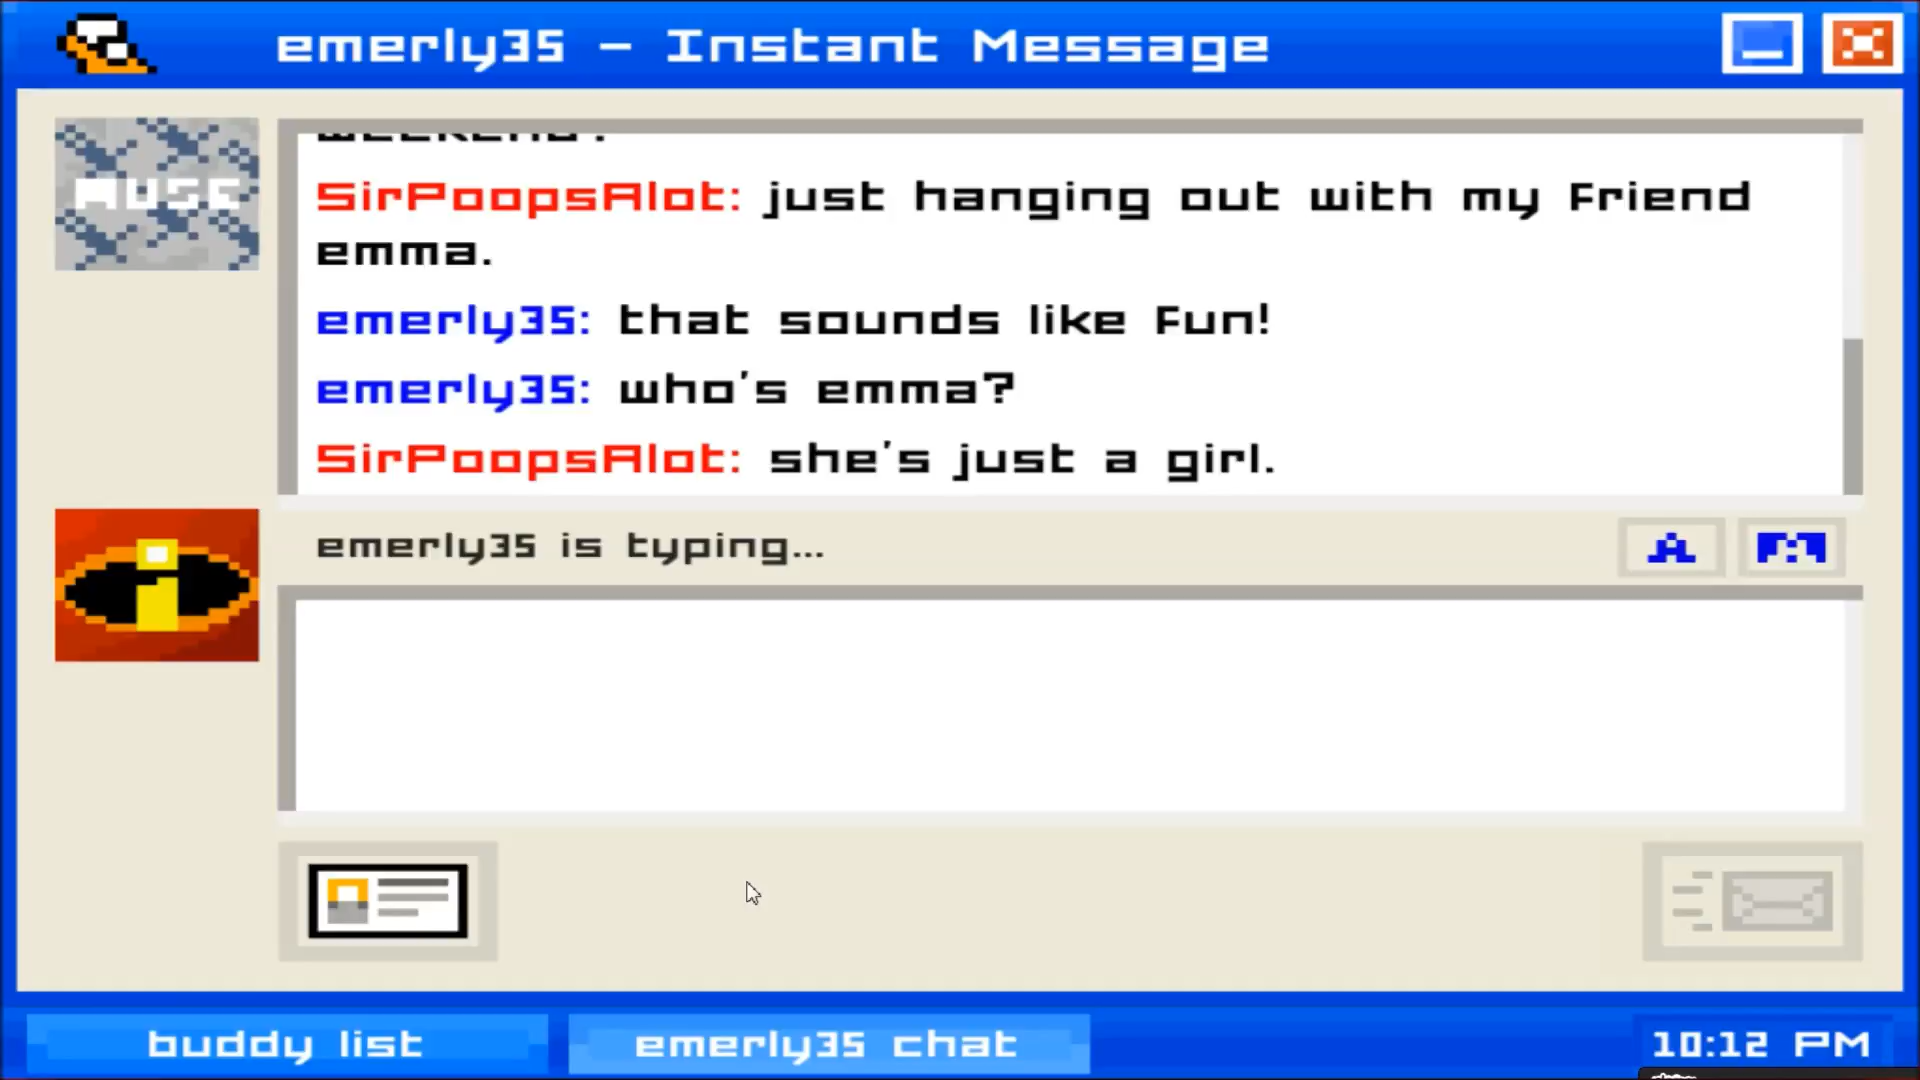 emerly35 - Instant Message
MUSE
SirPoopsAlot: just hanging out with my Friend
emma.
emerly35: that sounds like Fun!
emerly35: who's emma?
SirPoopsAlot: she's just a girl.
emerly35 is typing...
A
A
buddy list
emerly35 chat
10:12 PM